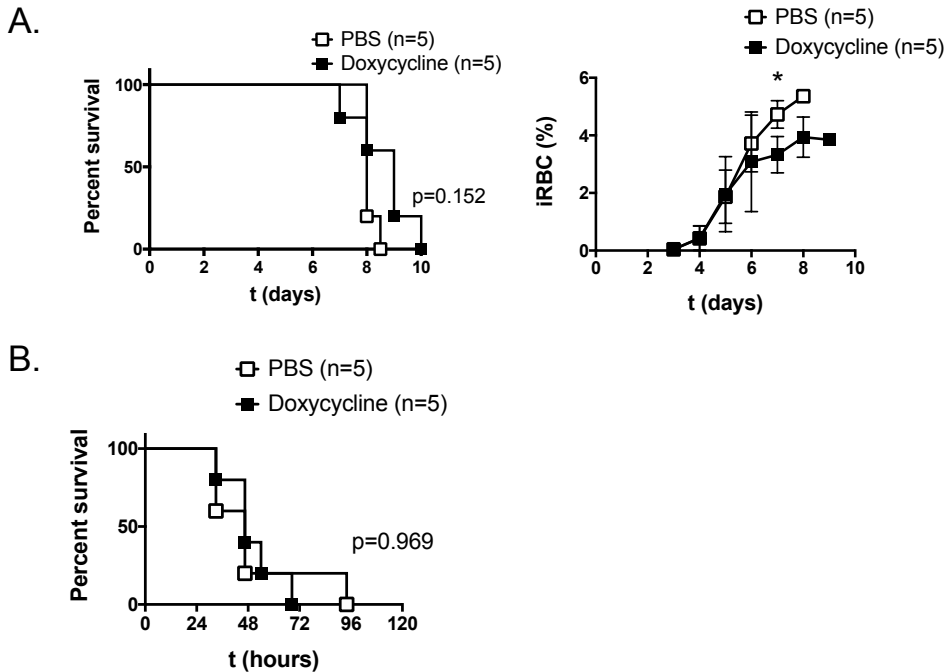 A.
PBS (n=5)
Doxycycline (n=5)
100
50
0
Percent survival
p=0.152
0 2 4 6 8 10
t (days)
PBS (n=5)
Doxycycline (n=5)
*
6
4
2
0
iRBC (%)
0 2 4 6 8 10
t (days)
B.
PBS (n=5)
Doxycycline (n=5)
100
50
0
Percent survival
p=0.969
0 24 48 72 96 120
t (hours)